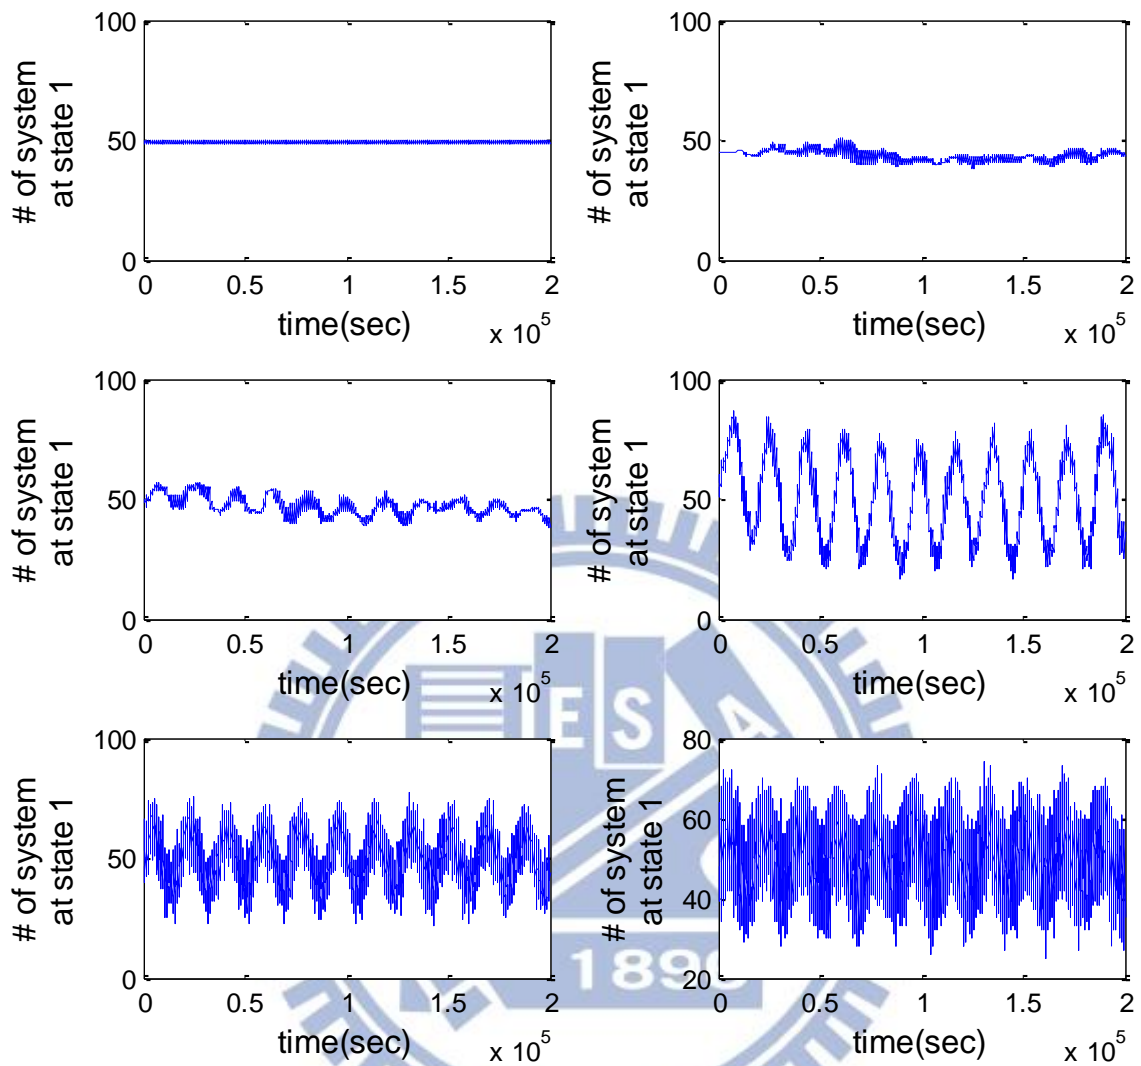 100
50
0
# of system
at state 1
0 0.5 1 1.5 2
time(sec)
x 10^5
100
50
0
# of system
at state 1
0 0.5 1 1.5 2
time(sec)
x 10^5
100
50
0
# of system
at state 1
0 0.5 1 1.5 2
time(sec)
x 10^5
100
50
0
# of system
at state 1
0 0.5 1 1.5 2
time(sec)
x 10^5
100
50
0
# of system
at state 1
0 0.5 1 1.5 2
time(sec)
x 10^5
80
60
40
20
# of system
at state 1
0 0.5 1 1.5 2
time(sec)
x 10^5
E S A